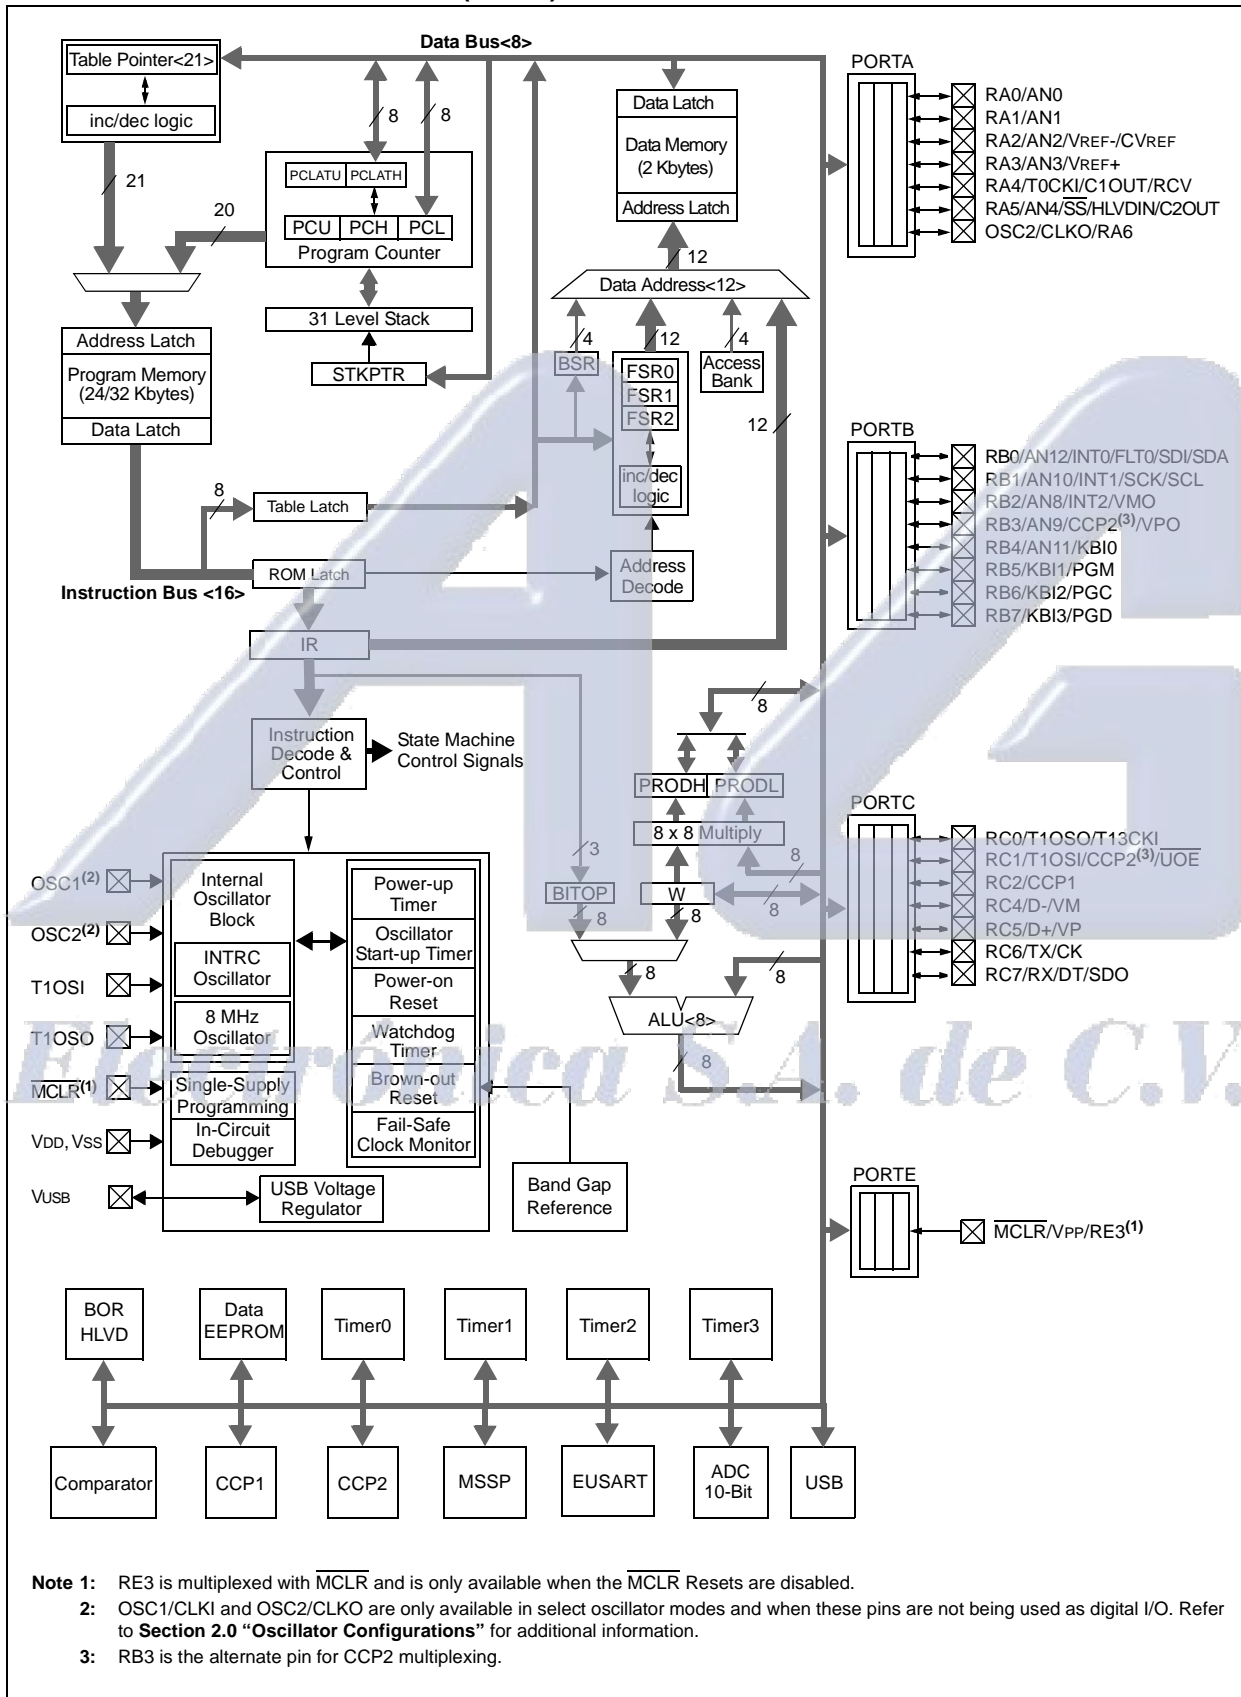 Data Bus<8>
Table Pointer<21>
inc/dec logic
21
20
8
8
PCLATU PCLATH
PCU PCH PCL
Program Counter
31 Level Stack
STKPTR
Address Latch
Program Memory
(24/32 Kbytes)
Data Latch
8
Table Latch
ROM Latch
Instruction Bus <16>
IR
Data Latch
Data Memory
(2 Kbytes)
Address Latch
12
Data Address<12>
4
12
4
BSR
FSR0
FSR1
FSR2
inc/dec
logic
Access
Bank
12
Address
Decode
Instruction
Decode &
Control
State Machine
Control Signals
8
PRODH PRODL
8 x 8 Multiply
3
8
BITOP
W
8
8
8
8
8
ALU<8>
8
OSC1(2)
OSC2(2)
T1OSI
T1OSO
MCLR(1)
VDD, VSS
VUSB
Internal
Oscillator
Block
INTRC
Oscillator
8 MHz
Oscillator
Single-Supply
Programming
In-Circuit
Debugger
USB Voltage
Regulator
Power-up
Timer
Oscillator
Start-up Timer
Power-on
Reset
Watchdog
Timer
Brown-out
Reset
Fail-Safe
Clock Monitor
Band Gap
Reference
PORTA
RA0/AN0
RA1/AN1
RA2/AN2/VREF-/CVREF
RA3/AN3/VREF+
RA4/T0CKI/C1OUT/RCV
RA5/AN4/SS/HLVDIN/C2OUT
OSC2/CLKO/RA6
PORTB
RB0/AN12/INT0/FLT0/SDI/SDA
RB1/AN10/INT1/SCK/SCL
RB2/AN8/INT2/VMO
RB3/AN9/CCP2(3)/VPO
RB4/AN11/KBI0
RB5/KBI1/PGM
RB6/KBI2/PGC
RB7/KBI3/PGD
PORTC
RC0/T1OSO/T13CKI
RC1/T1OSI/CCP2(3)/UOE
RC2/CCP1
RC4/D-/VM
RC5/D+/VP
RC6/TX/CK
RC7/RX/DT/SDO
PORTE
MCLR/VPP/RE3(1)
AG
Electrónica S.A. de C.V.
BOR
HLVD
Data
EEPROM
Timer0
Timer1
Timer2
Timer3
Comparator
CCP1
CCP2
MSSP
EUSART
ADC
10-Bit
USB
Note 1: RE3 is multiplexed with MCLR and is only available when the MCLR Resets are disabled.
2: OSC1/CLKI and OSC2/CLKO are only available in select oscillator modes and when these pins are not being used as digital I/O. Refer
to Section 2.0 “Oscillator Configurations” for additional information.
3: RB3 is the alternate pin for CCP2 multiplexing.